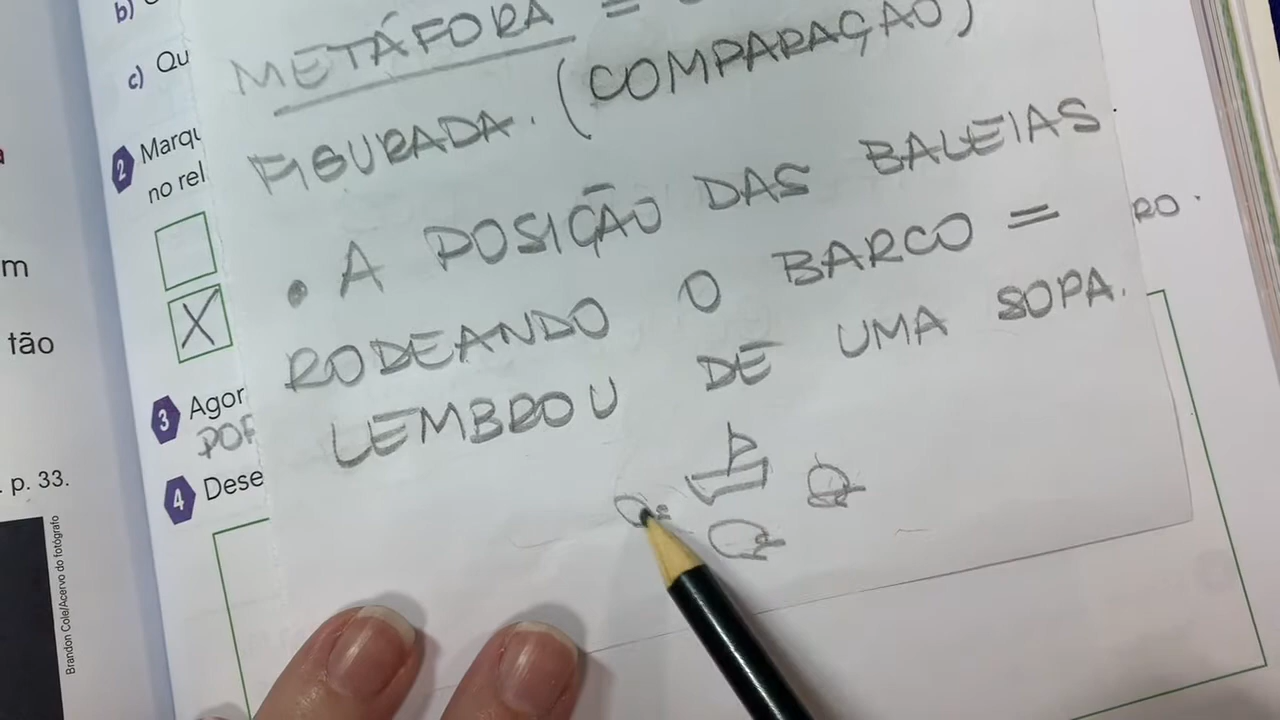 b)
c) Qu
2 Marqu
no rel
X
3 Agor
POR
4 Dese
m
tão
. p. 33.
Brandon Cole/Acervo do fotógrafo
METÁFORA =
FIGURADA. (COMPARAÇÃO)
• A POSIÇÃO DAS BALEIAS
RODEANDO O BARCO =
LEMBROU DE UMA SOPA.
RO.